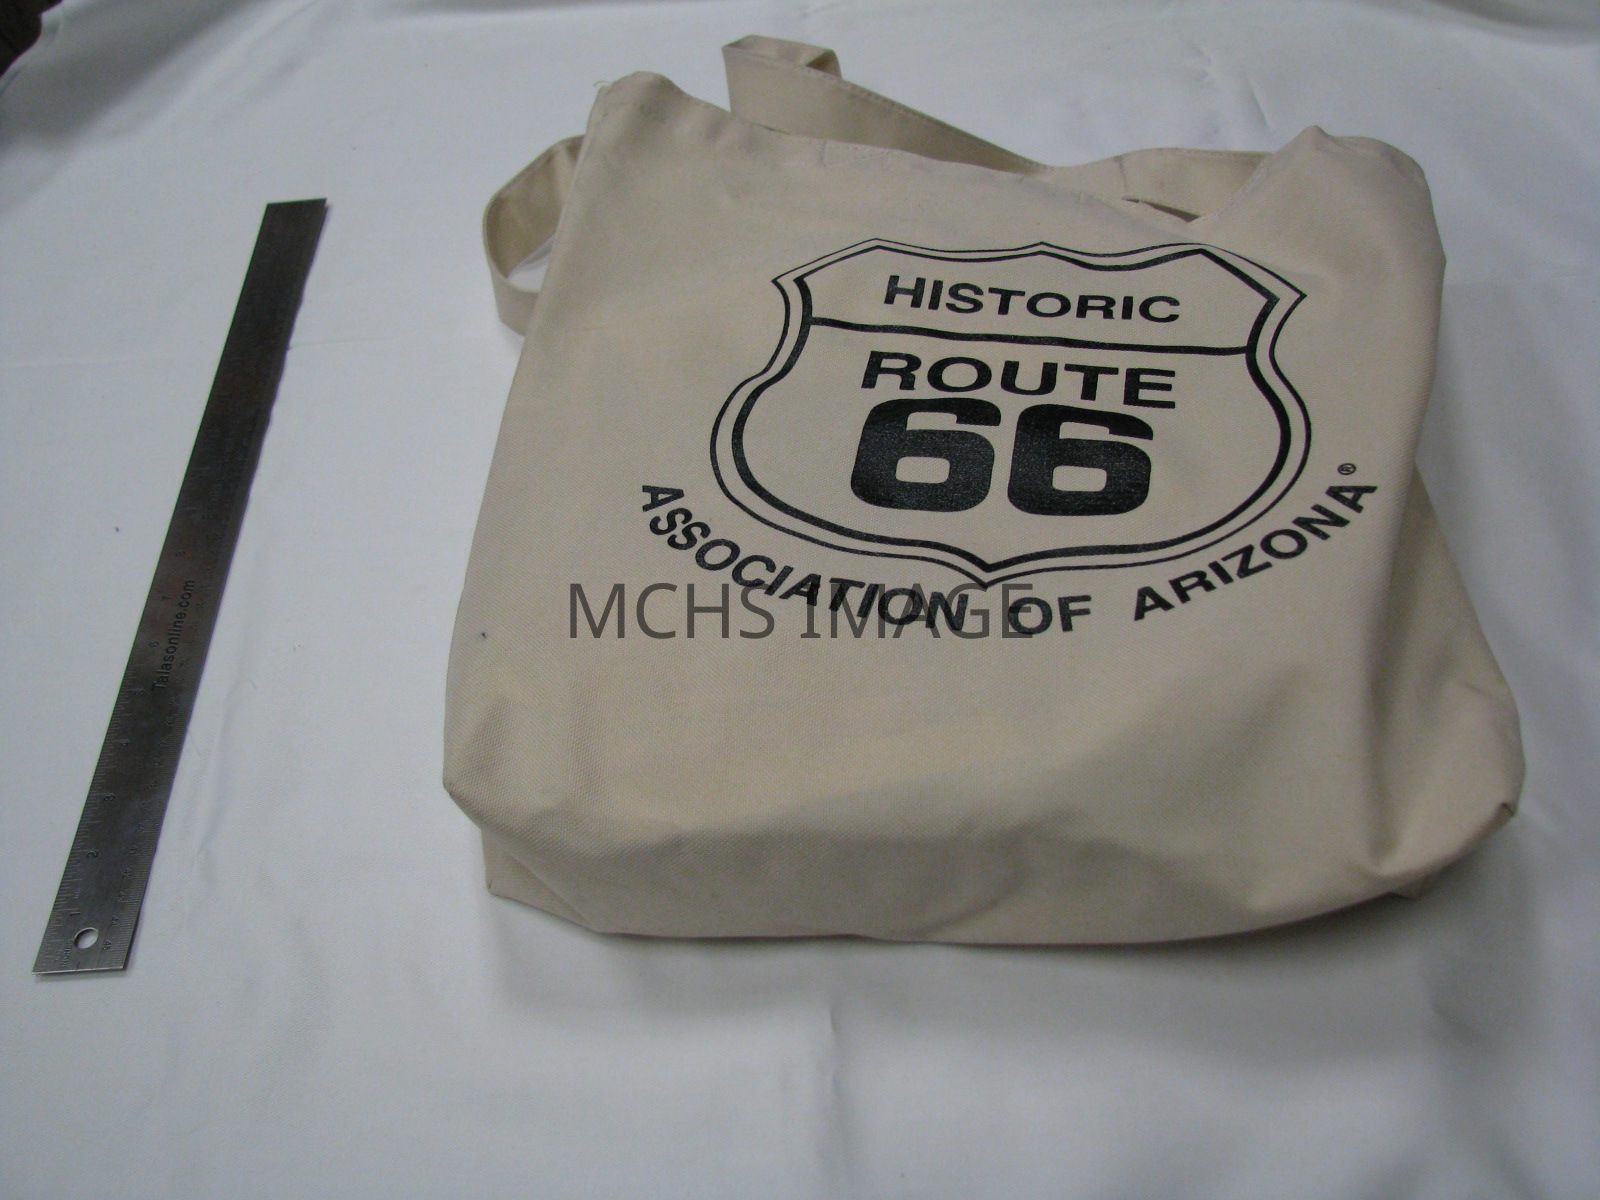 HISTORIC
ROUTE
66
ASSOCIATION OF ARIZONA®
MCHS IMAGE
Talasonline.com